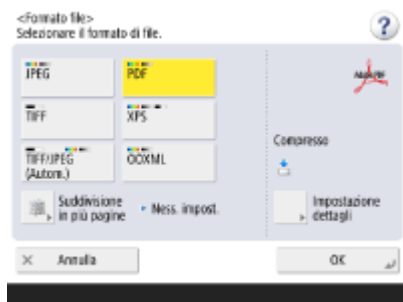 <Formato file>
Selezionare il formato di file.
?
JPEG
PDF
TIFF
XPS
TIFF/JPEG
(Autom.)
OOXML
Compresso
Suddivisione
in più pagine
Ness. impost.
Impostazione
dettagli
Annulla
OK